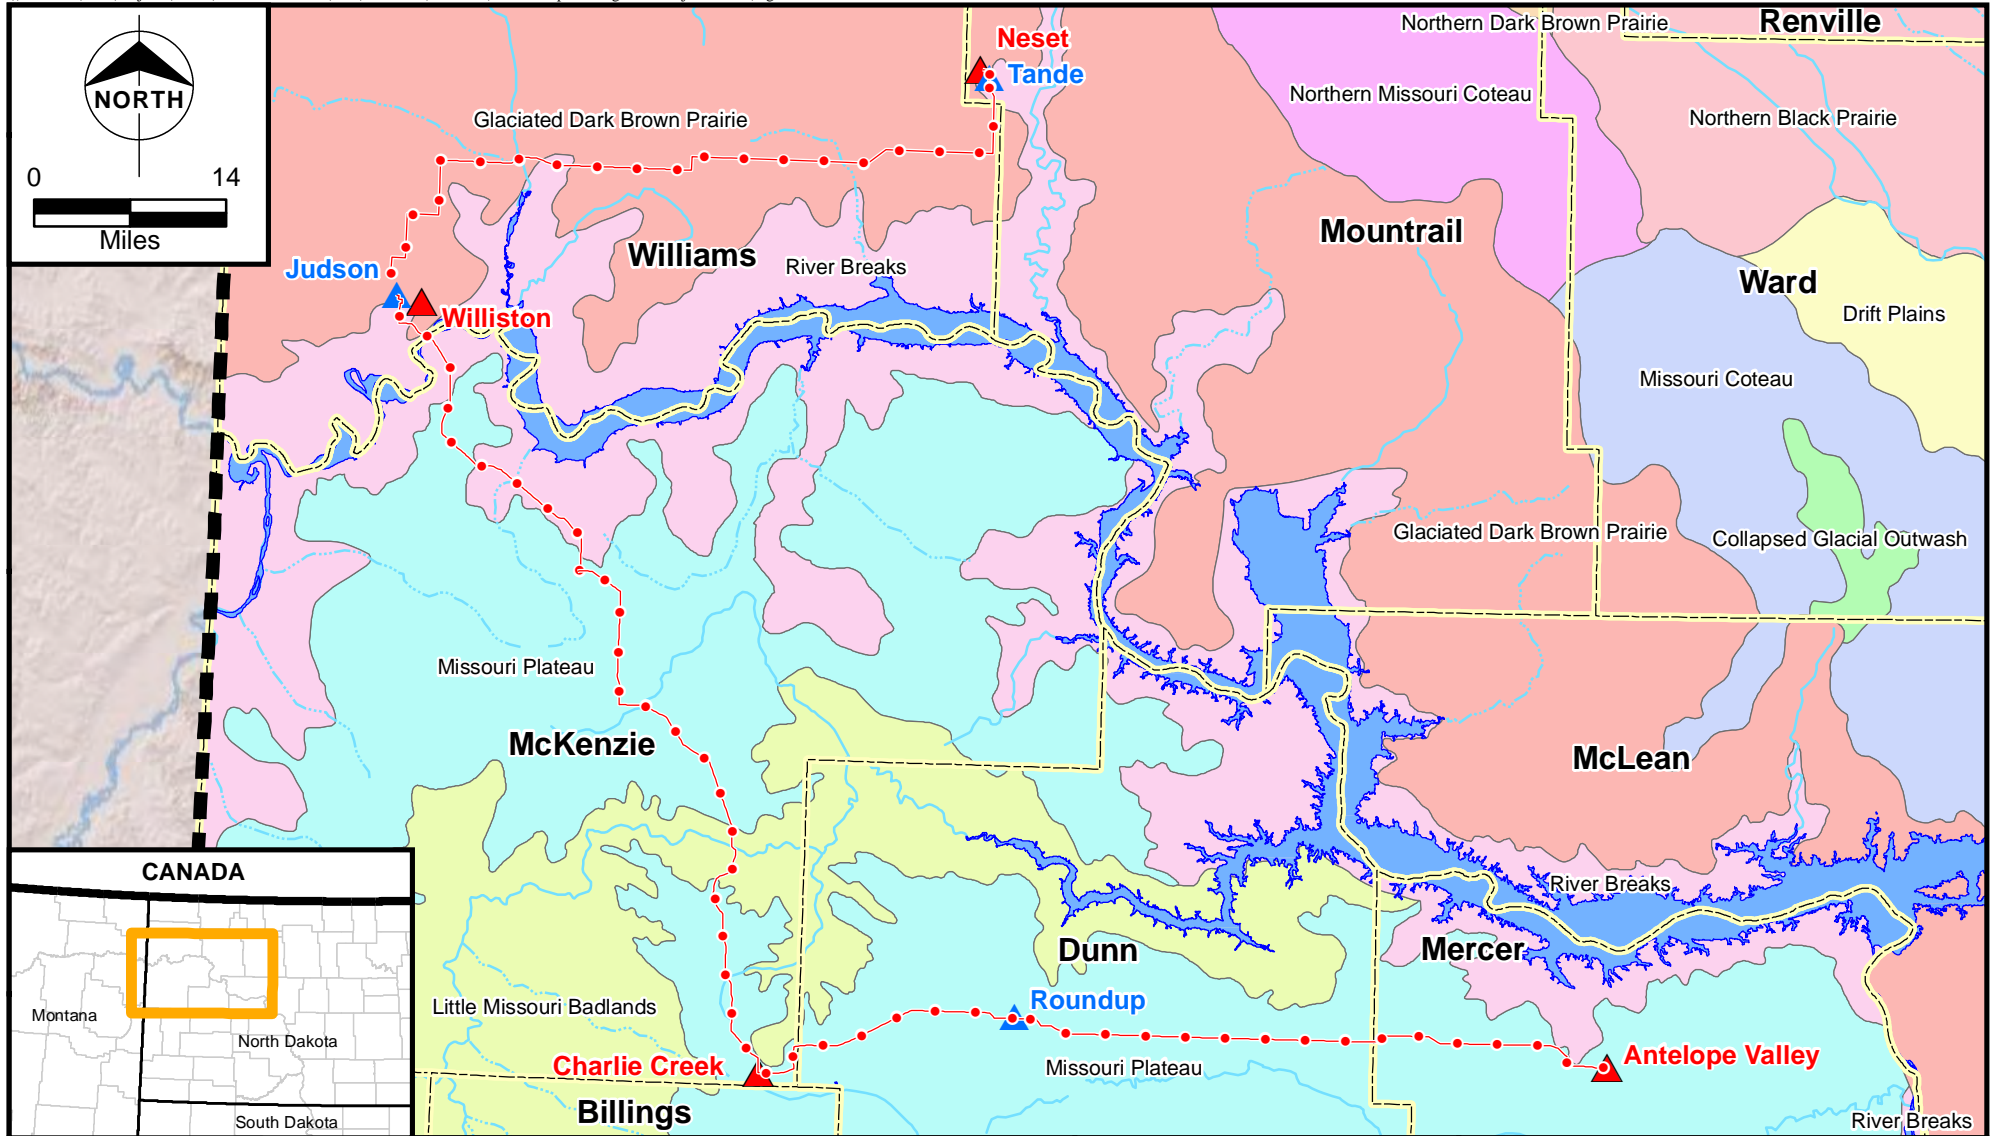 Northern Dark Brown Prairie
Renville
Neset
Tande
NORTH
Northern Missouri Coteau
Glaciated Dark Brown Prairie
Northern Black Prairie
0 14
Miles
Mountrail
Williams
River Breaks
Judson
Ward
Williston
Drift Plains
Missouri Coteau
Glaciated Dark Brown Prairie
Collapsed Glacial Outwash
Missouri Plateau
McKenzie
McLean
CANADA
River Breaks
Dunn
Mercer
Little Missouri Badlands
Roundup
Montana
North Dakota
Charlie Creek
Missouri Plateau
Antelope Valley
Billings
South Dakota
River Breaks